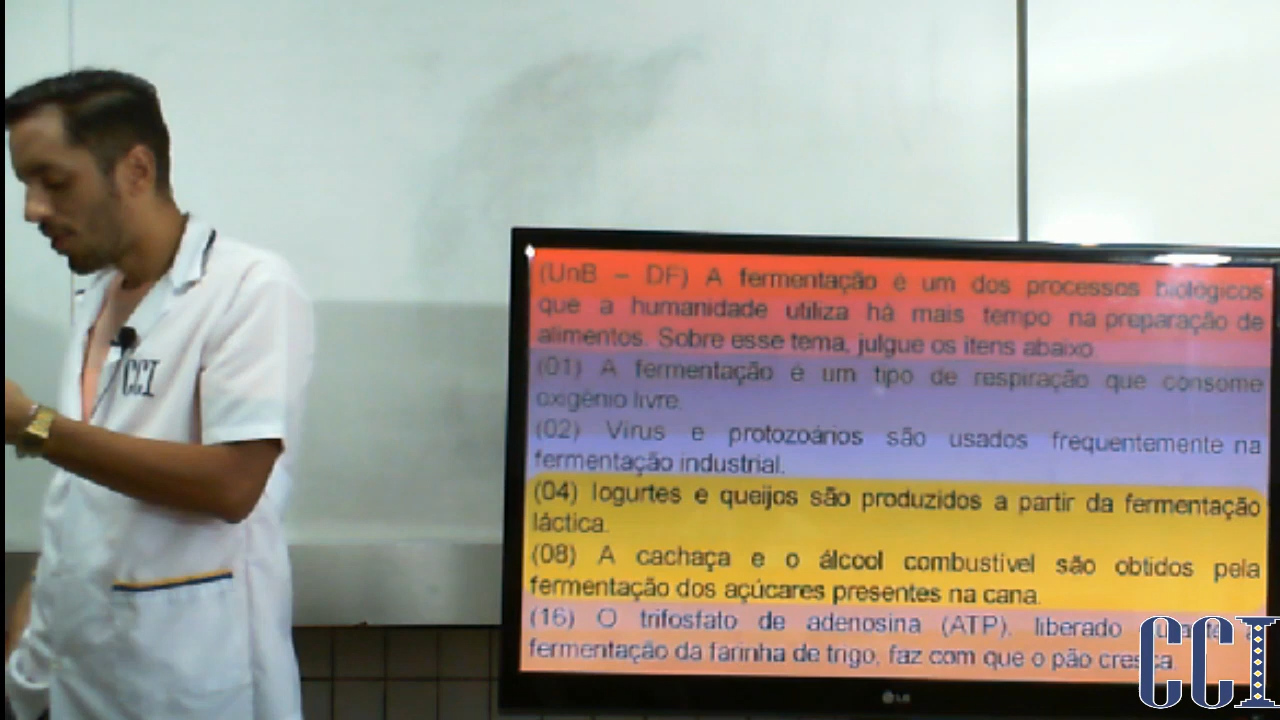 CCI
(UnB – DF) A fermentação é um dos processos biológicos
que a humanidade utiliza há mais tempo na preparação de
alimentos. Sobre esse tema, julgue os itens abaixo
(01) A fermentação é um tipo de respiração que consome
oxigênio livre.
(02) Vírus e protozoários são usados frequentemente na
fermentação industrial.
(04) Iogurtes e queijos são produzidos a partir da fermentação
láctica.
(08) A cachaça e o álcool combustível são obtidos pela
fermentação dos açúcares presentes na cana.
(16) O trifosfato de adenosina (ATP), liberado
fermentação da farinha de trigo, faz com que o pão cresça.
LG
CCI